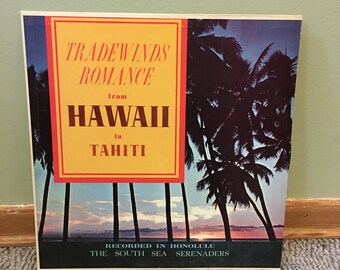 TRADEWINDS
ROMANCE
from
HAWAII
to
TAHITI
RECORDED IN HONOLULU
THE SOUTH SEA SERENADERS